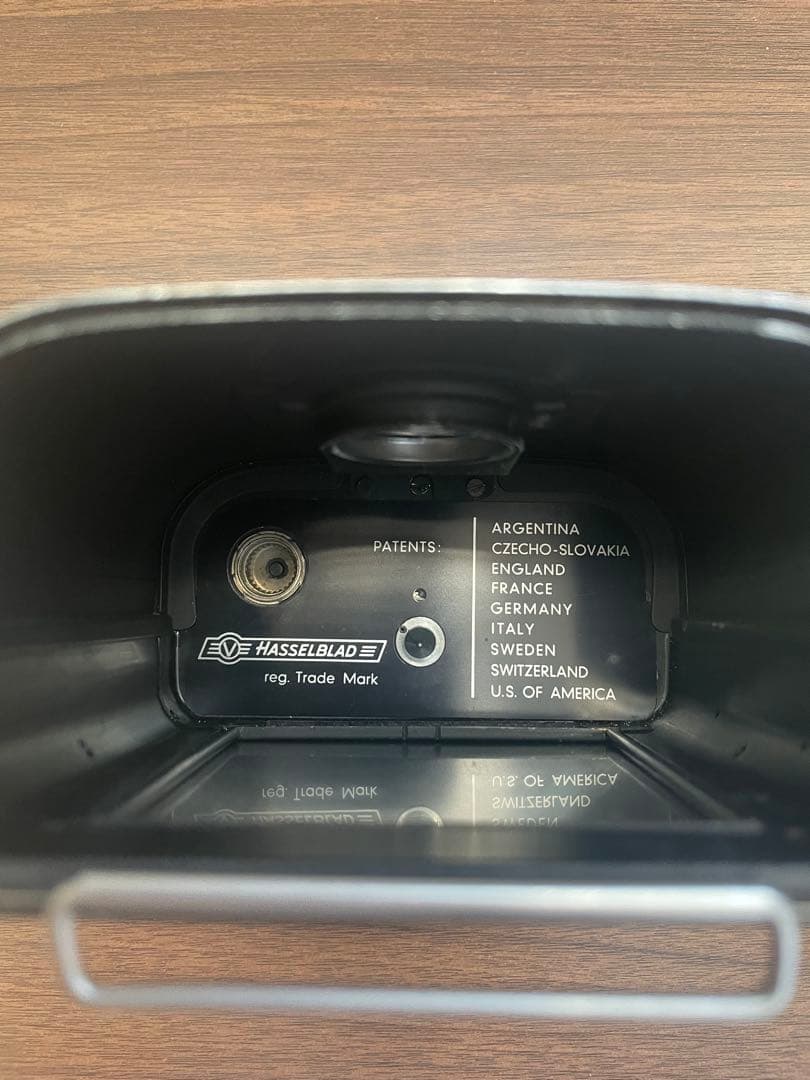 PATENTS:
ARGENTINA
CZECHO-SLOVAKIA
ENGLAND
FRANCE
GERMANY
ITALY
SWEDEN
SWITZERLAND
U.S. OF AMERICA
V HASSELBLAD
reg. Trade Mark